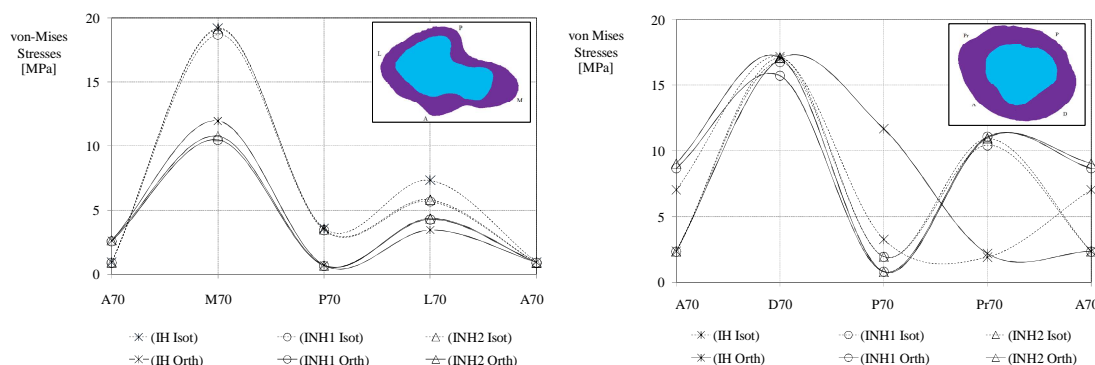 von-Mises
Stresses
[MPa]
20
15
10
5
0
A70 M70 P70 L70 A70
L P M A
(IH Isot) (INH1 Isot) (INH2 Isot)
(IH Orth) (INH1 Orth) (INH2 Orth)
von Mises
Stresses
[MPa]
20
15
10
5
0
A70 D70 P70 Pr70 A70
Pr P A D
(IH Isot) (INH1 Isot) (INH2 Isot)
(IH Orth) (INH1 Orth) (INH2 Orth)